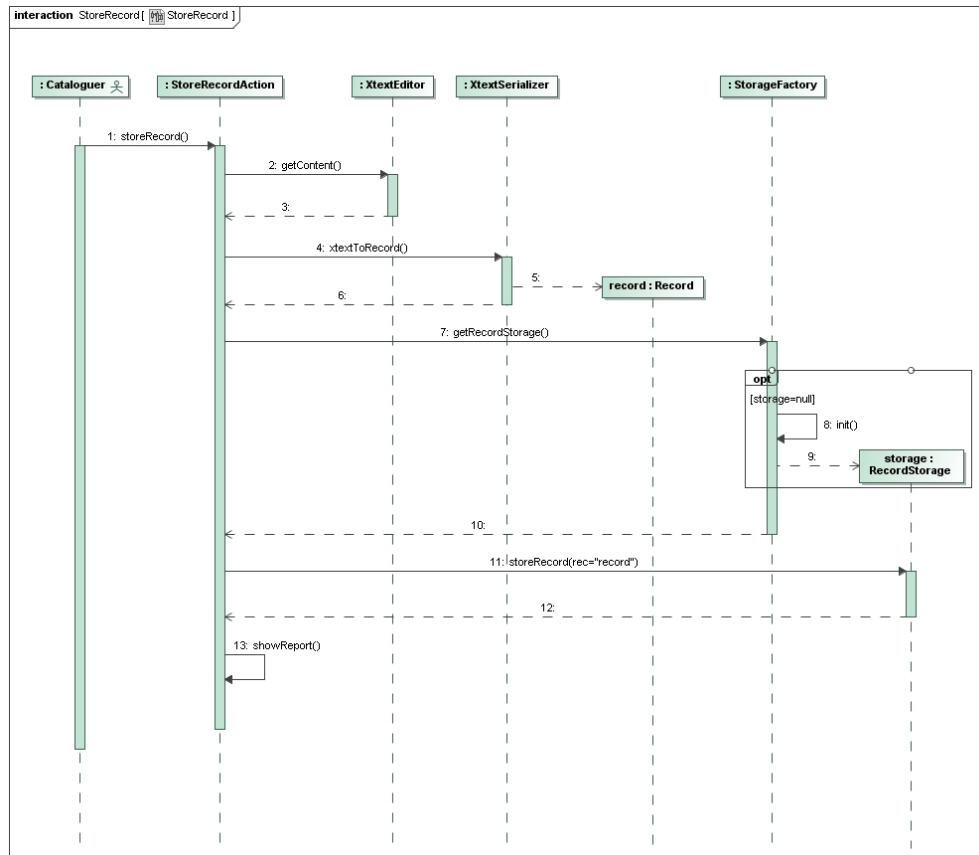 interaction StoreRecord [ StoreRecord ]
: Cataloguer
: StoreRecordAction
: XtextEditor
: XtextSerializer
: StorageFactory
1: storeRecord()
2: getContent()
3:
4: xtextToRecord()
5:
record : Record
6:
7: getRecordStorage()
opt
[storage=null]
8: init()
9:
storage :
RecordStorage
10:
11: storeRecord(rec="record")
12:
13: showReport()